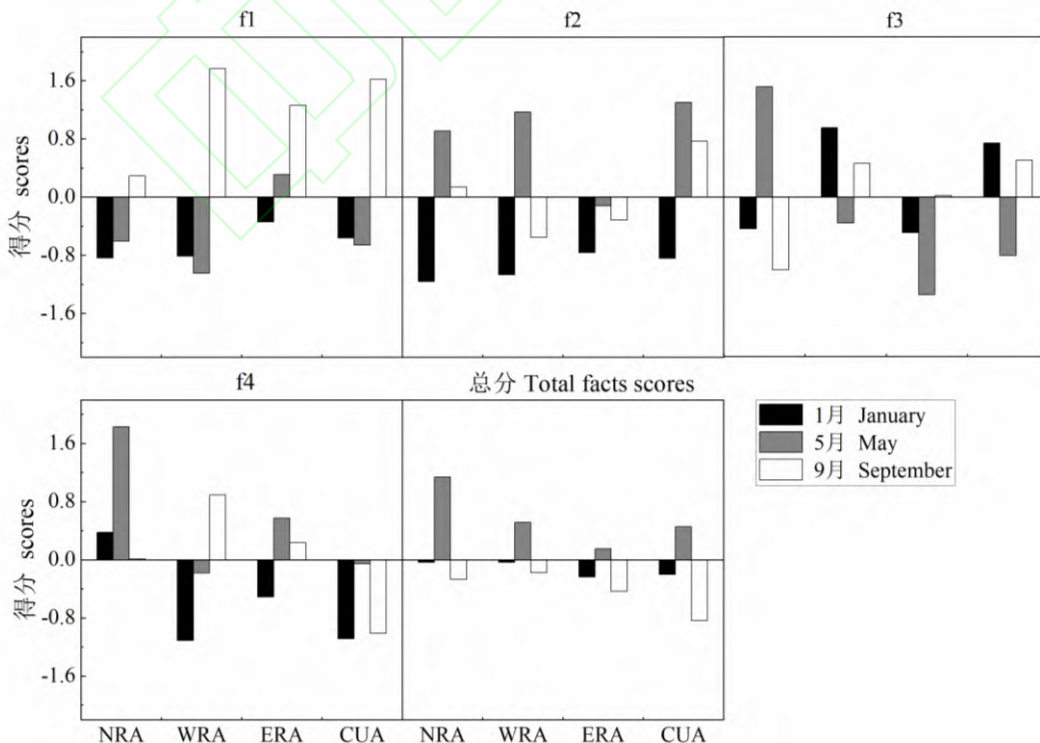 f1
f2
f3
1.6
0.8
0.0
-0.8
-1.6
得分 scores
f4
总分 Total facts scores
1月 January
5月 May
9月 September
1.6
0.8
0.0
-0.8
-1.6
得分 scores
NRA WRA ERA CUA NRA WRA ERA CUA